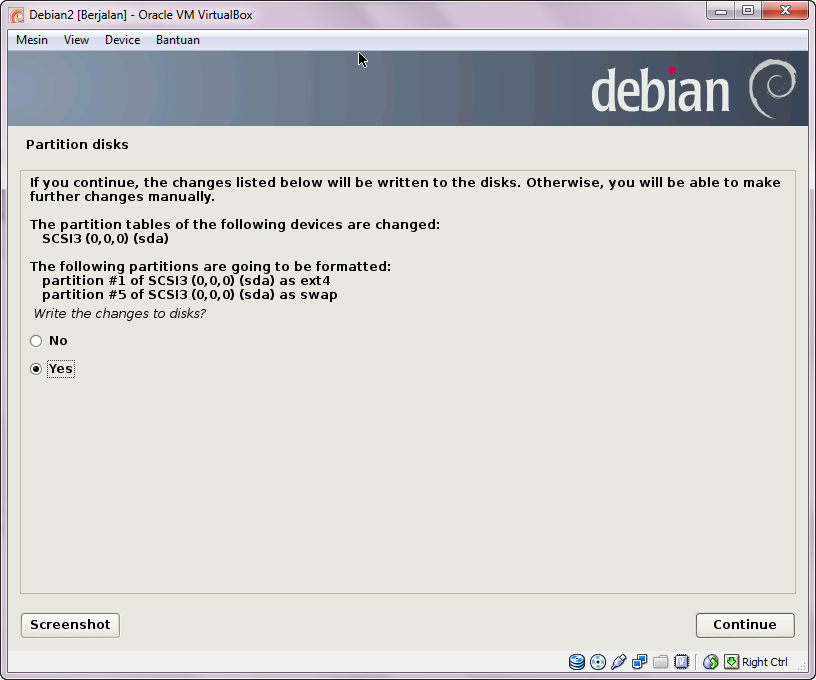 Debian2 [Berjalan] - Oracle VM VirtualBox
Mesin View Device Bantuan
debian
Partition disks
If you continue, the changes listed below will be written to the disks. Otherwise, you will be able to make
further changes manually.
The partition tables of the following devices are changed:
SCSI3 (0,0,0) (sda)
The following partitions are going to be formatted:
partition #1 of SCSI3 (0,0,0) (sda) as ext4
partition #5 of SCSI3 (0,0,0) (sda) as swap
Write the changes to disks?
No
Yes
Screenshot Continue
Right Ctrl